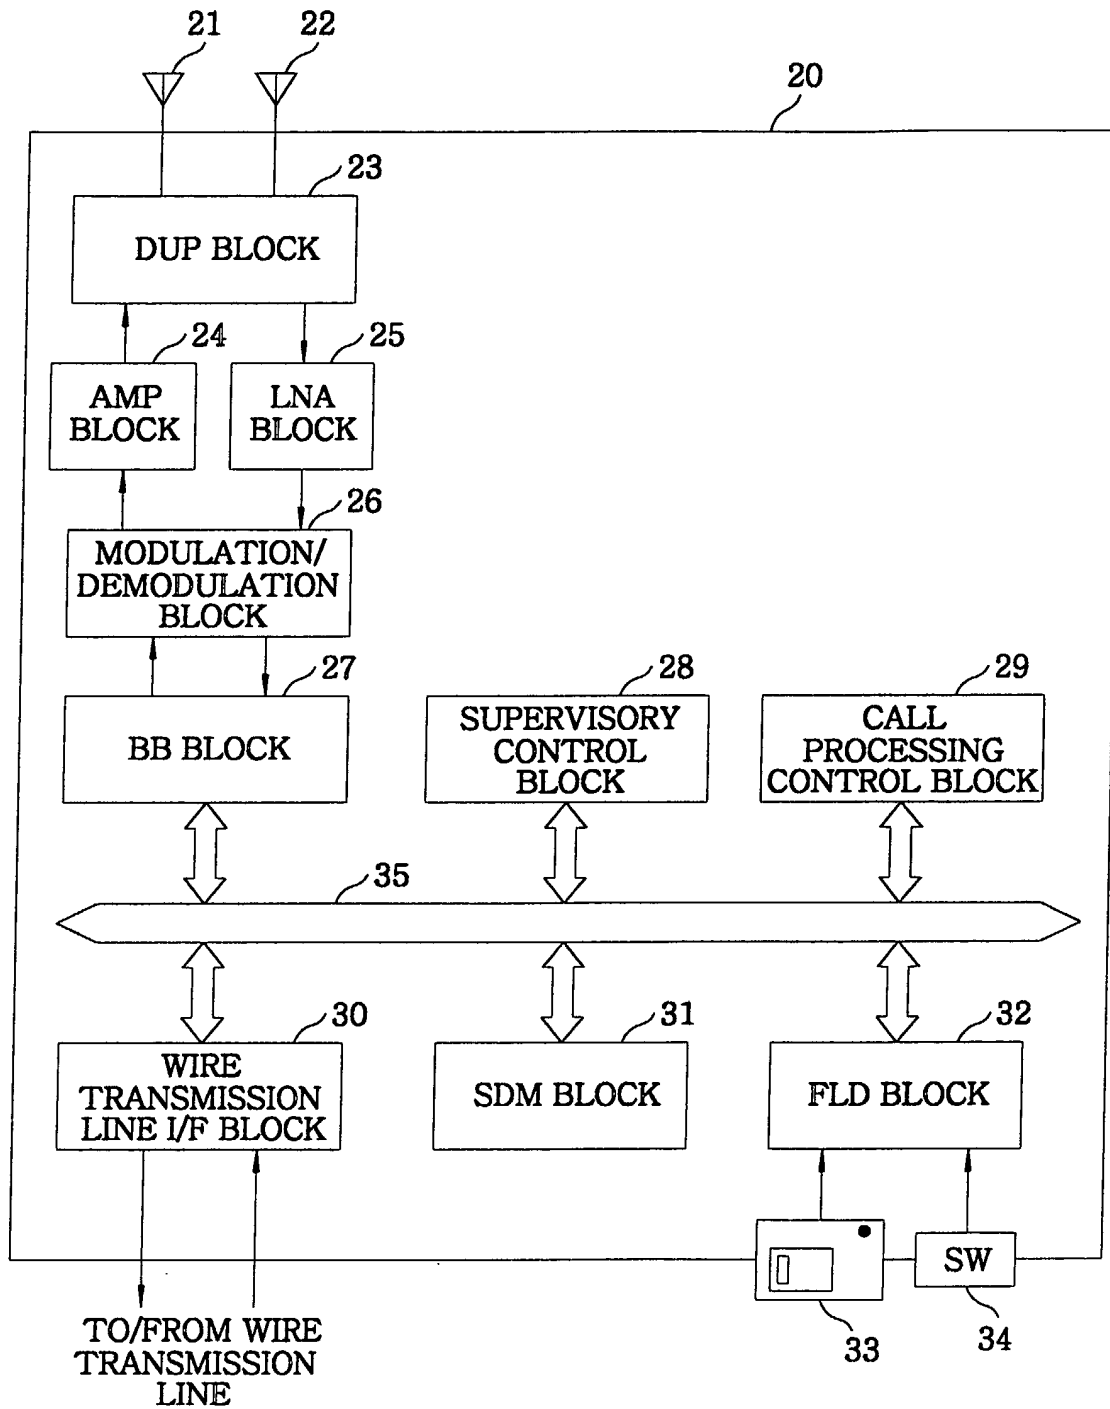 21
22
20
23
DUP BLOCK
24
25
AMP
BLOCK
LNA
BLOCK
26
MODULATION/
DEMODULATION
BLOCK
27
28
29
BB BLOCK
SUPERVISORY
CONTROL
BLOCK
CALL
PROCESSING
CONTROL BLOCK
35
30
31
32
WIRE
TRANSMISSION
LINE I/F BLOCK
SDM BLOCK
FLD BLOCK
SW
33
34
TO/FROM WIRE
TRANSMISSION
LINE